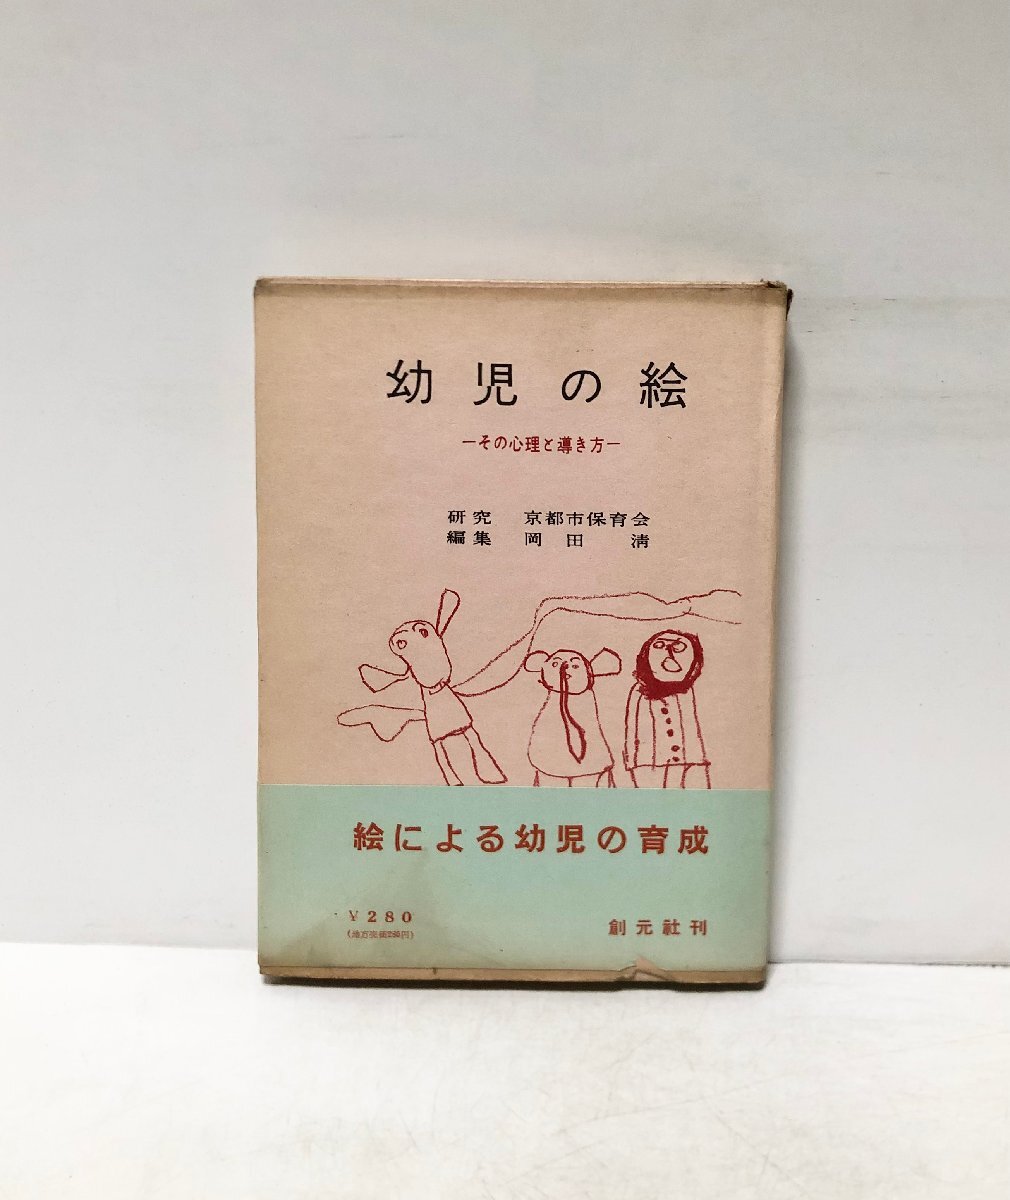 幼児の絵
—その心理と導き方—
研究 京都市保育会
編集 岡田 清
絵による幼児の育成
¥280
創元社刊